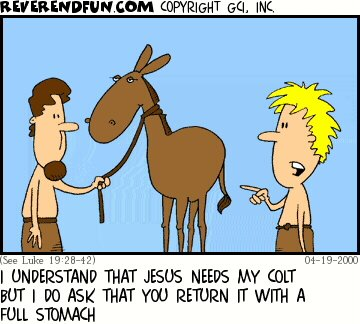 REVERENDFUN.COM COPYRIGHT GCI, INC.
(See Luke 19:28-42) 04-19-2000
I UNDERSTAND THAT JESUS NEEDS MY COLT
BUT I DO ASK THAT YOU RETURN IT WITH A
FULL STOMACH